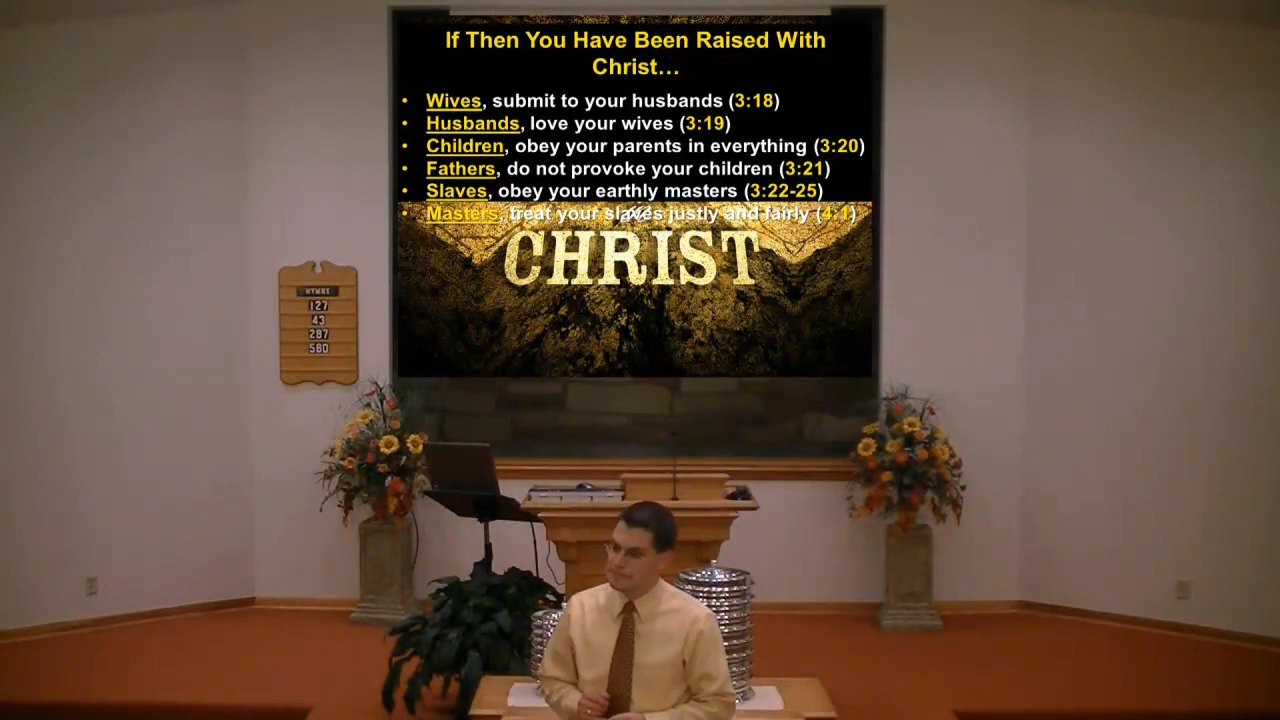 If Then You Have Been Raised With
Christ…
• Wives, submit to your husbands (3:18)
• Husbands, love your wives (3:19)
• Children, obey your parents in everything (3:20)
• Fathers, do not provoke your children (3:21)
• Slaves, obey your earthly masters (3:22-25)
• Masters, treat your slaves justly and fairly (4:1)
CHRIST
HYMNS
127
43
287
580